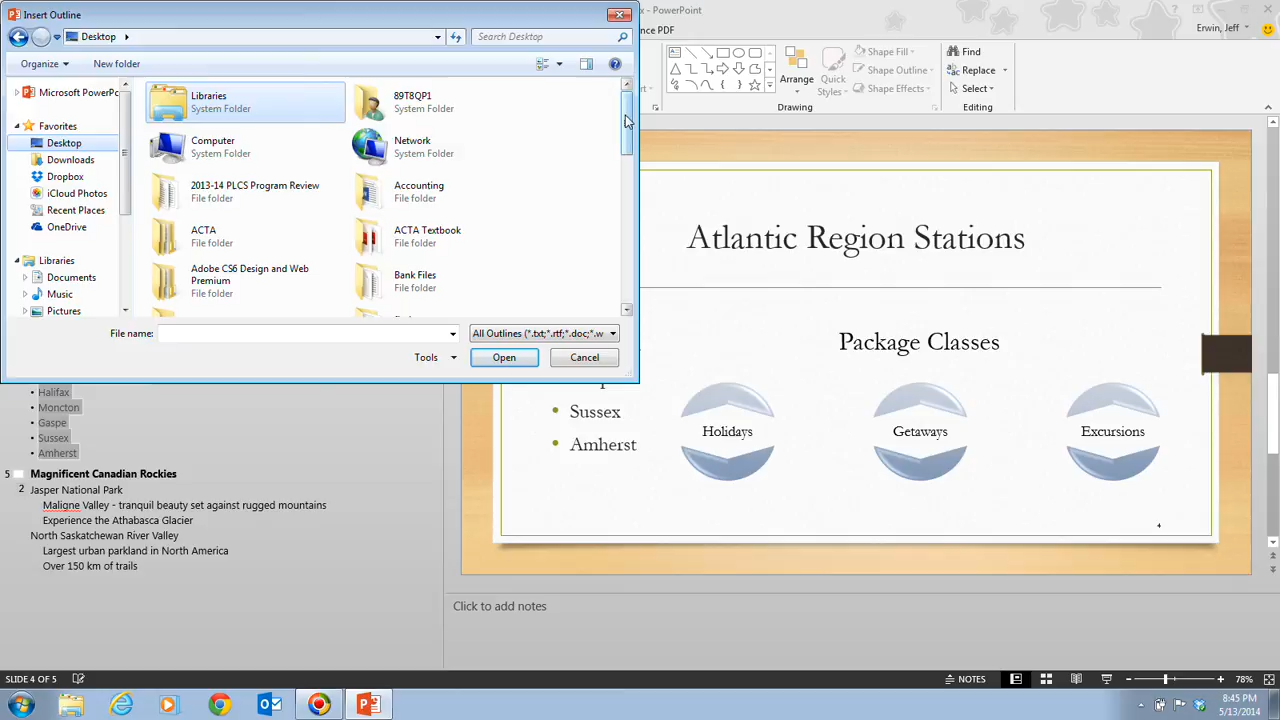 Insert Outline
x - PowerPoint
Desktop
Search Desktop
nce PDF
Erwin, Jeff
Organize
New folder
Microsoft PowerPc
Favorites
Desktop
Downloads
Dropbox
iCloud Photos
Recent Places
OneDrive
Libraries
Documents
Music
Pictures
Libraries
System Folder
89T8QP1
System Folder
Computer
System Folder
Network
System Folder
2013-14 PLCS Program Review
File folder
Accounting
File folder
ACTA
File folder
ACTA Textbook
File folder
Adobe CS6 Design and Web
Premium
File folder
Bank Files
File folder
File name:
All Outlines (*.txt;*.rtf;*.doc;*.w
Tools
Open
Cancel
Arrange
Quick
Styles
Shape Fill
Shape Outline
Shape Effects
Drawing
Find
Replace
Select
Editing
Halifax
Moncton
Gaspe
Sussex
Amherst
5 Magnificent Canadian Rockies
2 Jasper National Park
Maligne Valley - tranquil beauty set against rugged mountains
Experience the Athabasca Glacier
North Saskatchewan River Valley
Largest urban parkland in North America
Over 150 km of trails
Atlantic Region Stations
Package Classes
• Sussex
• Amherst
Holidays
Getaways
Excursions
4
Click to add notes
SLIDE 4 OF 5
NOTES
78%
8:45 PM
5/13/2014